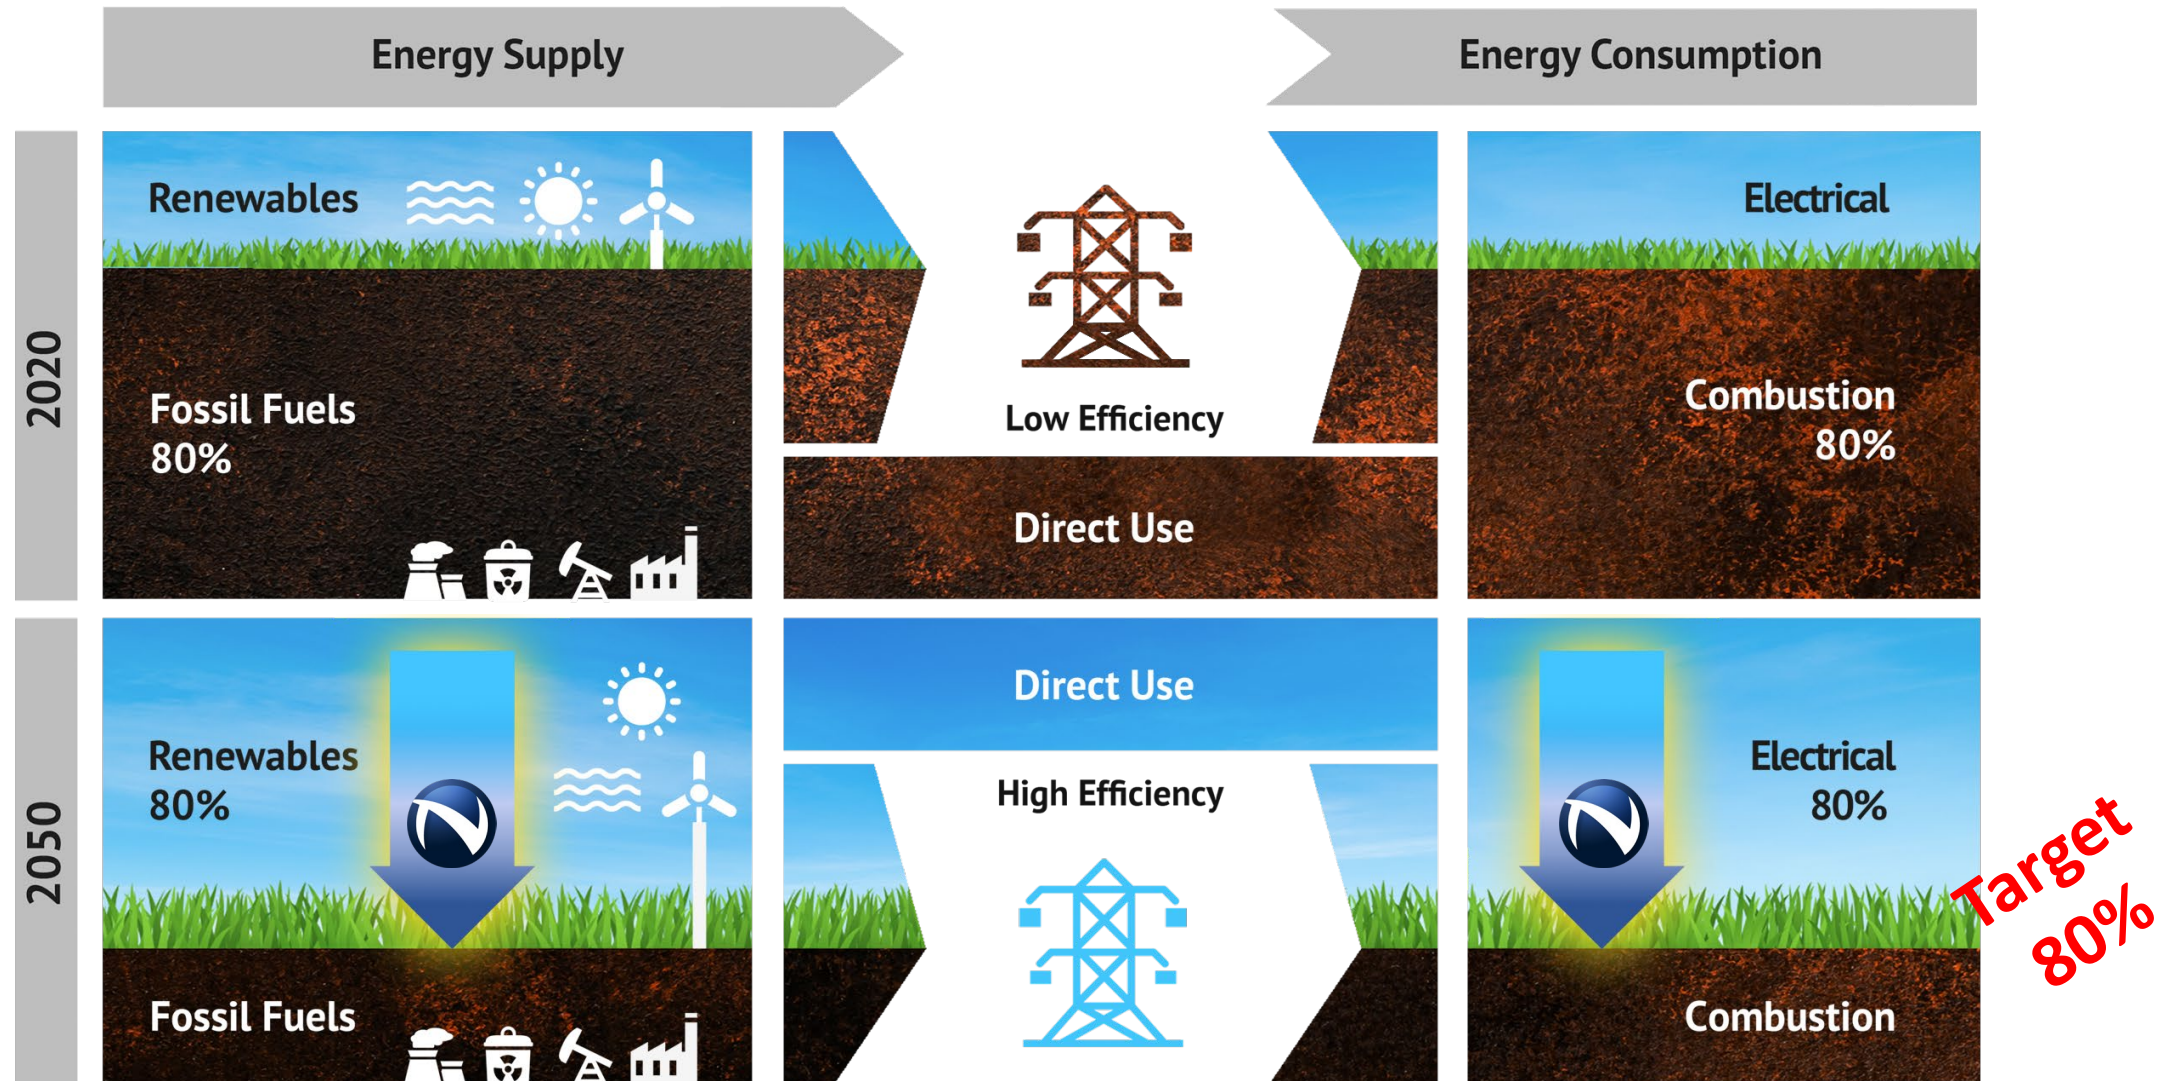 Energy Supply
Energy Consumption
2020
Renewables
Fossil Fuels
80%
Low Efficiency
Direct Use
Electrical
Combustion
80%
2050
Renewables
80%
Fossil Fuels
Direct Use
High Efficiency
Electrical
80%
Combustion
Target
80%